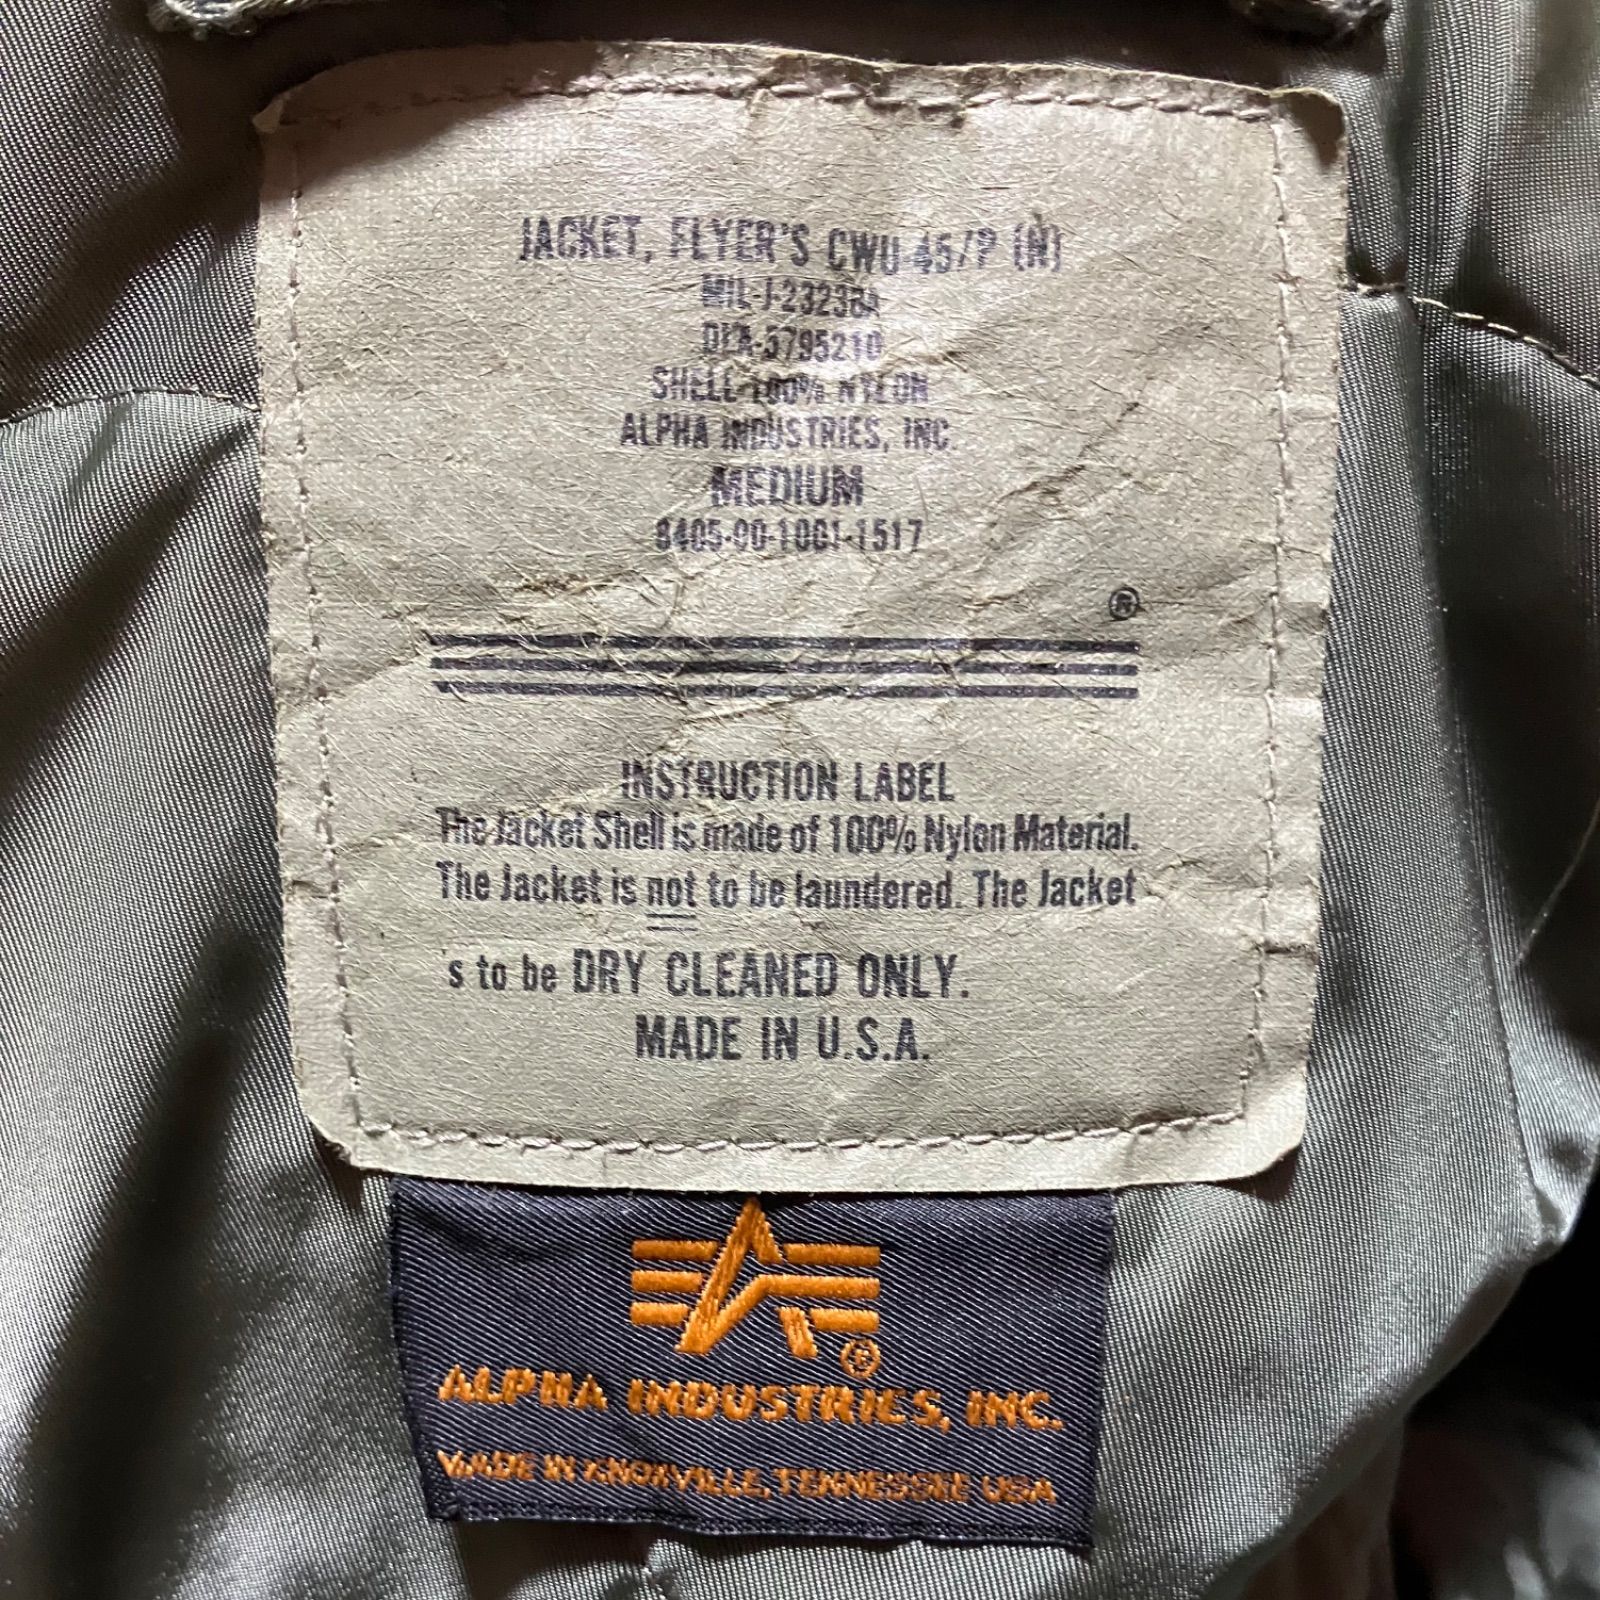 JACKET, FLYER'S CWU-45/P (N)
MIL-J-23238A
DLA-5795210
SHELL-100% NYLON
ALPHA INDUSTRIES, INC.
MEDIUM
8405-00-1001-1517
®
INSTRUCTION LABEL
The Jacket Shell is made of 100% Nylon Material.
The Jacket is not to be laundered. The Jacket
s to be DRY CLEANED ONLY.
MADE IN U.S.A.
®
ALPHA INDUSTRIES, INC.
MADE IN KNOXVILLE, TENNESSEE USA